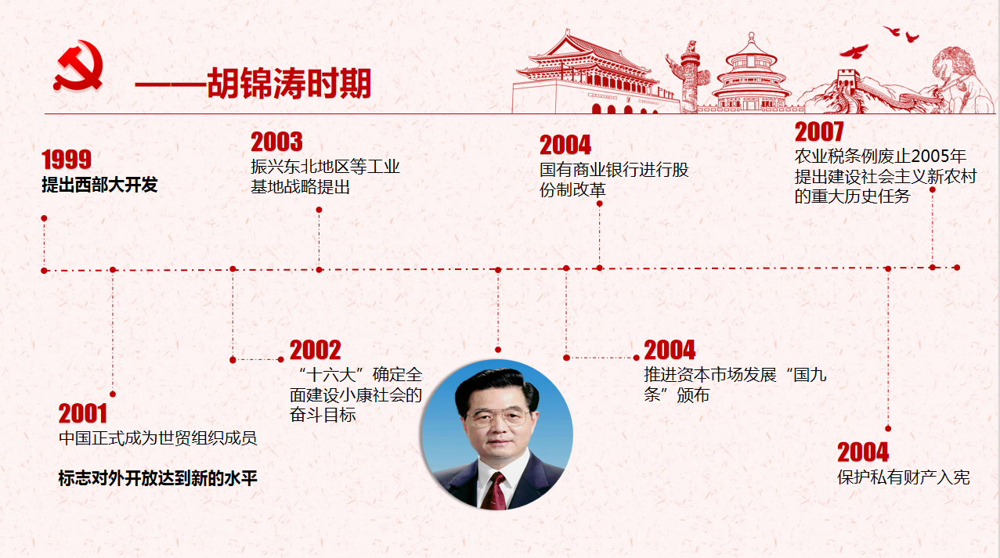 ——胡锦涛时期
1999
提出西部大开发
2003
振兴东北地区等工业
基地战略提出
2004
国有商业银行进行股
份制改革
2007
农业税条例废止2005年
提出建设社会主义新农村
的重大历史任务
2001
中国正式成为世贸组织成员
标志对外开放达到新的水平
2002
“十六大”确定全
面建设小康社会的
奋斗目标
2004
推进资本市场发展“国九
条”颁布
2004
保护私有财产入宪